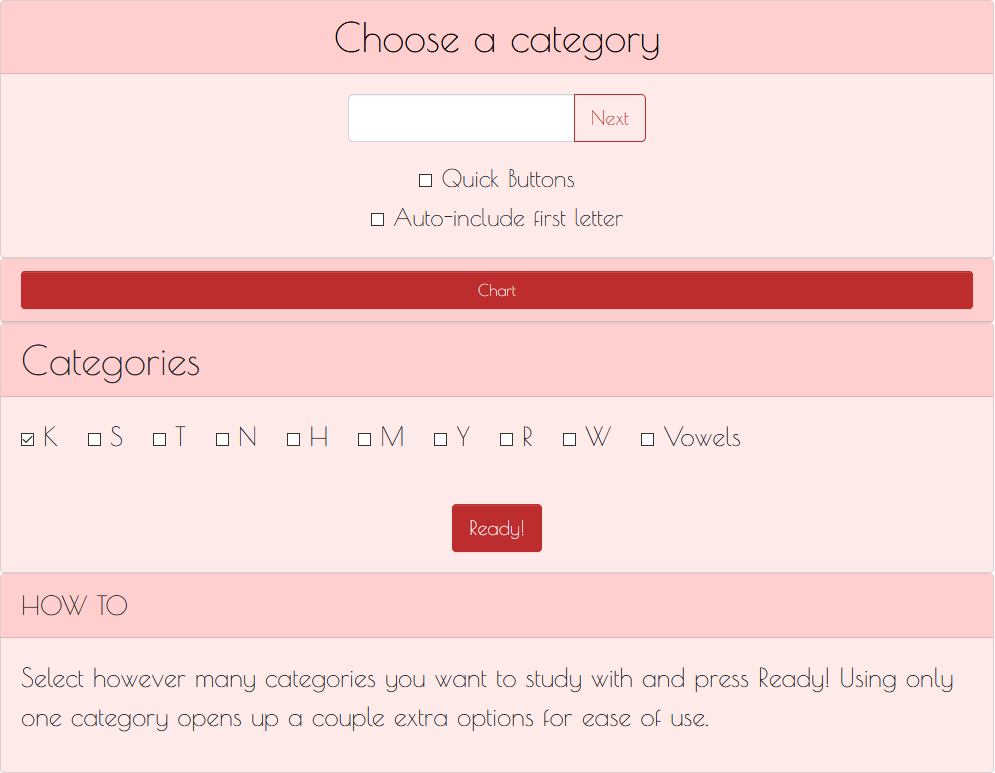 Choose a category
Next
Quick Buttons
Auto-include first letter
Chart
Categories
K S T N H M Y R W Vowels
Ready!
HOW TO
Select however many categories you want to study with and press Ready! Using only
one category opens up a couple extra options for ease of use.